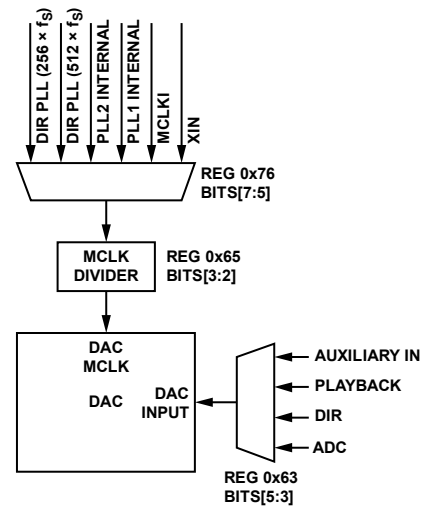 DIR PLL (256 × fS)
DIR PLL (512 × fS)
PLL2 INTERNAL
PLL1 INTERNAL
MCLKI
XIN
REG 0x76
BITS[7:5]
MCLK
DIVIDER
REG 0x65
BITS[3:2]
DAC
MCLK
DAC
DAC
INPUT
AUXILIARY IN
PLAYBACK
DIR
ADC
REG 0x63
BITS[5:3]